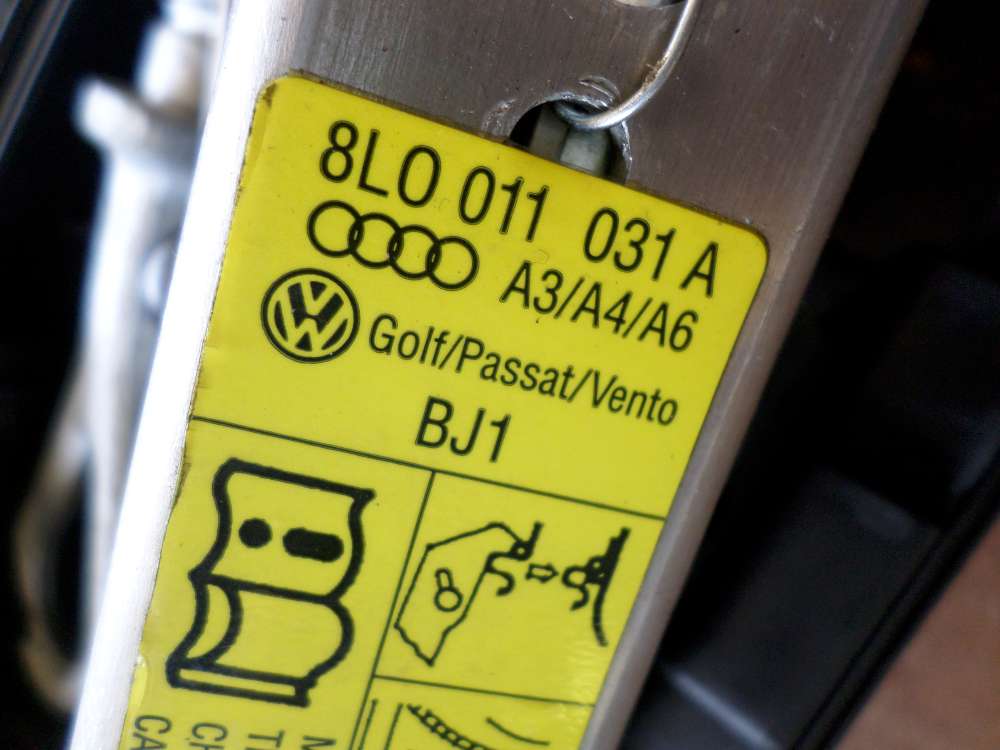 8L0 011 031 A
A3/A4/A6
Golf/Passat/Vento
BJ1